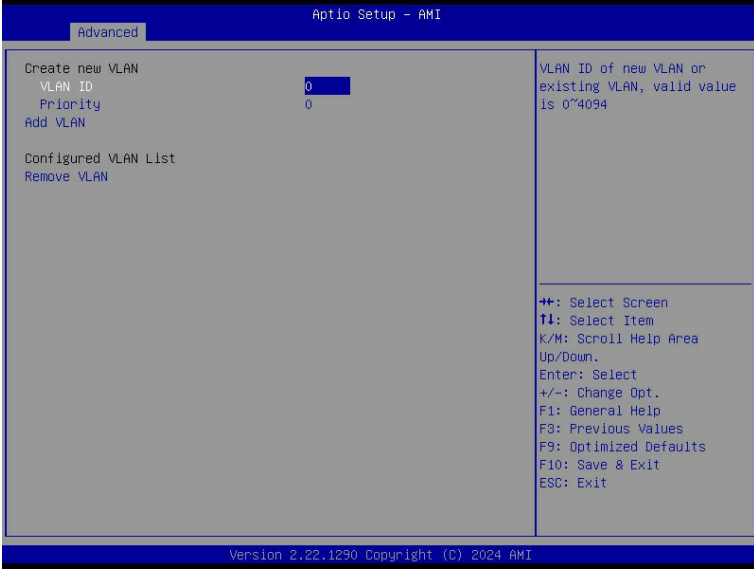 Aptio Setup - AMI
Advanced
Create new VLAN
VLAN ID 0
Priority 0
Add VLAN
Configured VLAN List
Remove VLAN
VLAN ID of new VLAN or
existing VLAN, valid value
is 0~4094
→←: Select Screen
↑↓: Select Item
K/M: Scroll Help Area
Up/Down.
Enter: Select
+/-: Change Opt.
F1: General Help
F3: Previous Values
F9: Optimized Defaults
F10: Save & Exit
ESC: Exit
Version 2.22.1290 Copyright (C) 2024 AMI